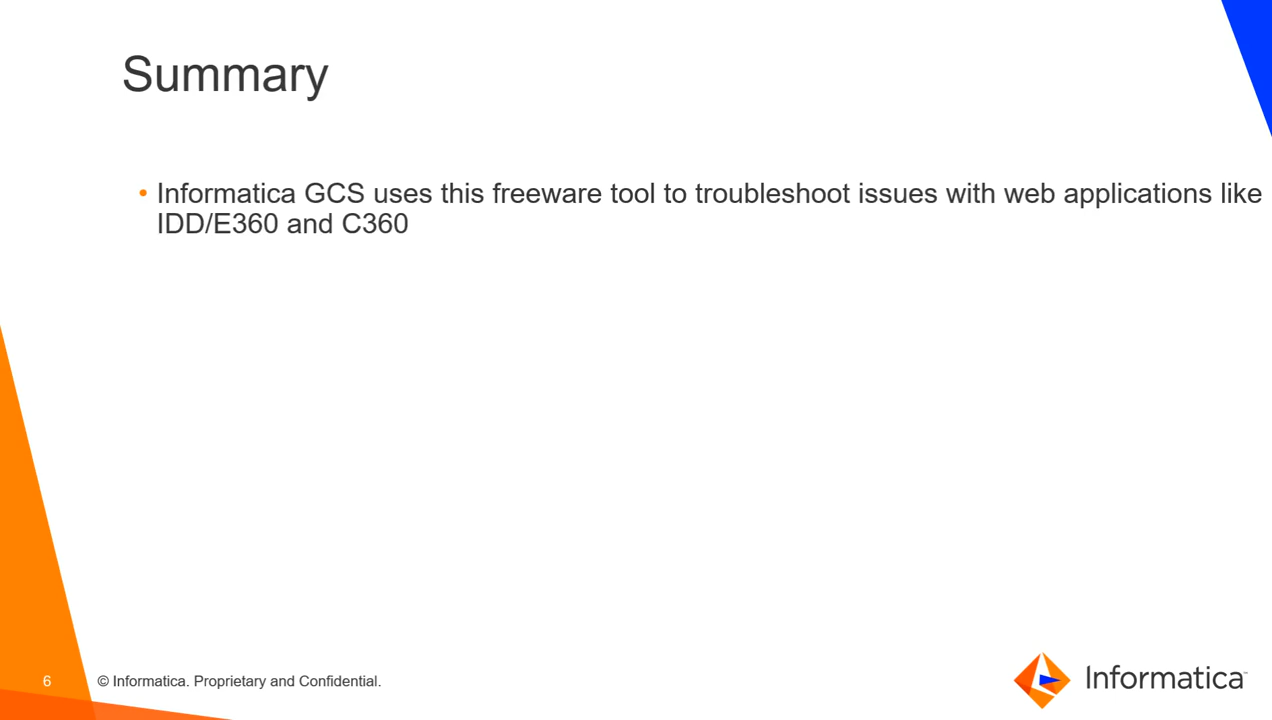 Summary
• Informatica GCS uses this freeware tool to troubleshoot issues with web applications like
IDD/E360 and C360
6
© Informatica. Proprietary and Confidential.
Informatica™